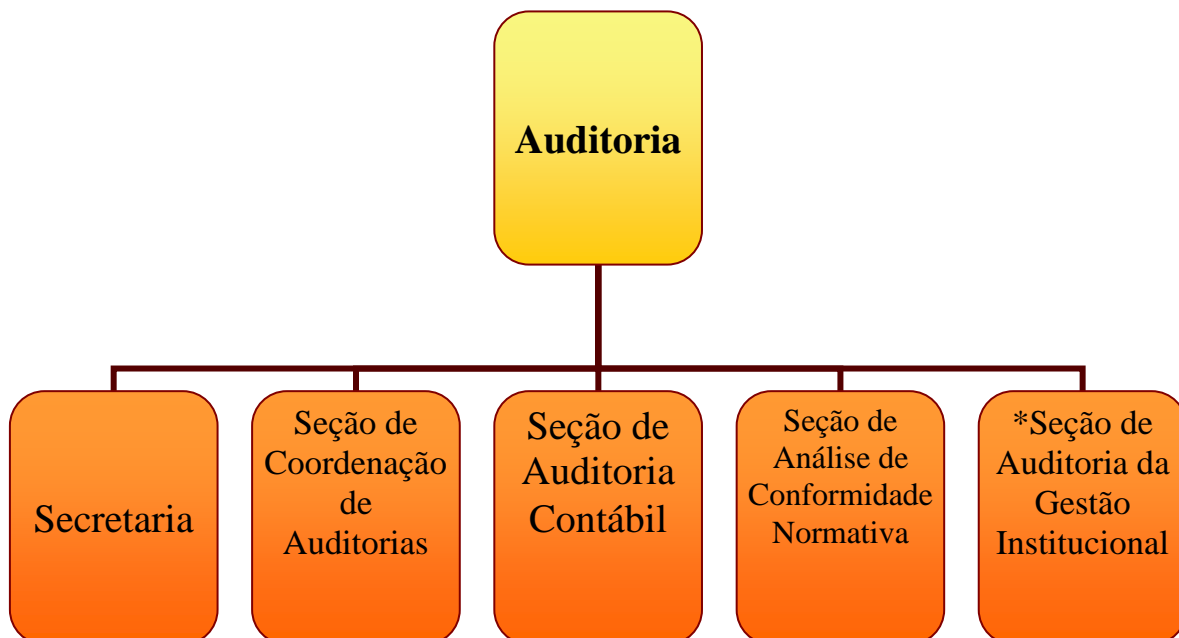 Auditoria
Secretaria
Seção de
Coordenação
de
Auditorias
Seção de
Auditoria
Contábil
Seção de
Análise de
Conformidade
Normativa
*Seção de
Auditoria da
Gestão
Institucional